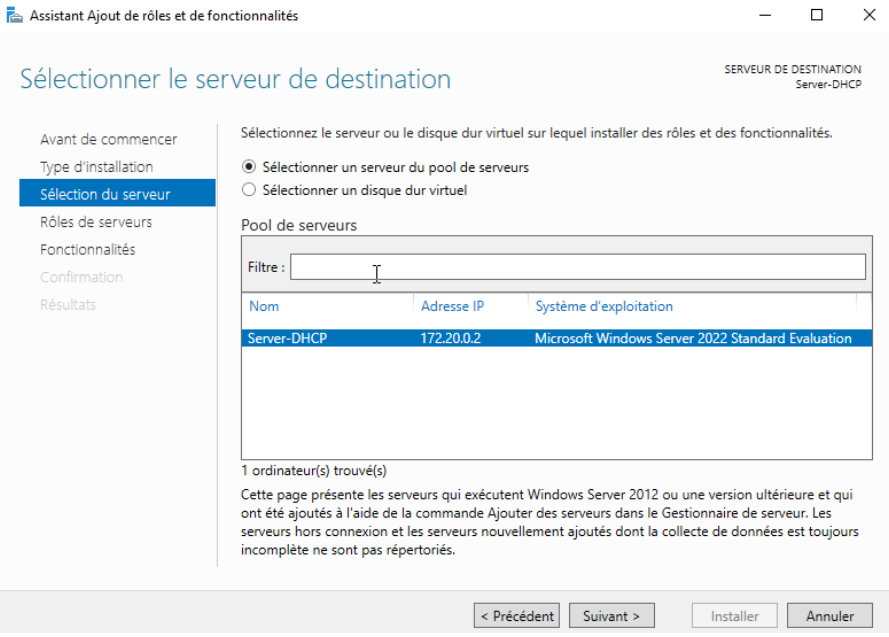 Assistant Ajout de rôles et de fonctionnalités
Sélectionner le serveur de destination
SERVEUR DE DESTINATION
Server-DHCP
Avant de commencer
Type d'installation
Sélection du serveur
Rôles de serveurs
Fonctionnalités
Confirmation
Résultats
Sélectionnez le serveur ou le disque dur virtuel sur lequel installer des rôles et des fonctionnalités.
Sélectionner un serveur du pool de serveurs
Sélectionner un disque dur virtuel
Pool de serveurs
Filtre :
Nom Adresse IP Système d'exploitation
Server-DHCP 172.20.0.2 Microsoft Windows Server 2022 Standard Evaluation
1 ordinateur(s) trouvé(s)
Cette page présente les serveurs qui exécutent Windows Server 2012 ou une version ultérieure et qui
ont été ajoutés à l'aide de la commande Ajouter des serveurs dans le Gestionnaire de serveur. Les
serveurs hors connexion et les serveurs nouvellement ajoutés dont la collecte de données est toujours
incomplète ne sont pas répertoriés.
< Précédent Suivant > Installer Annuler